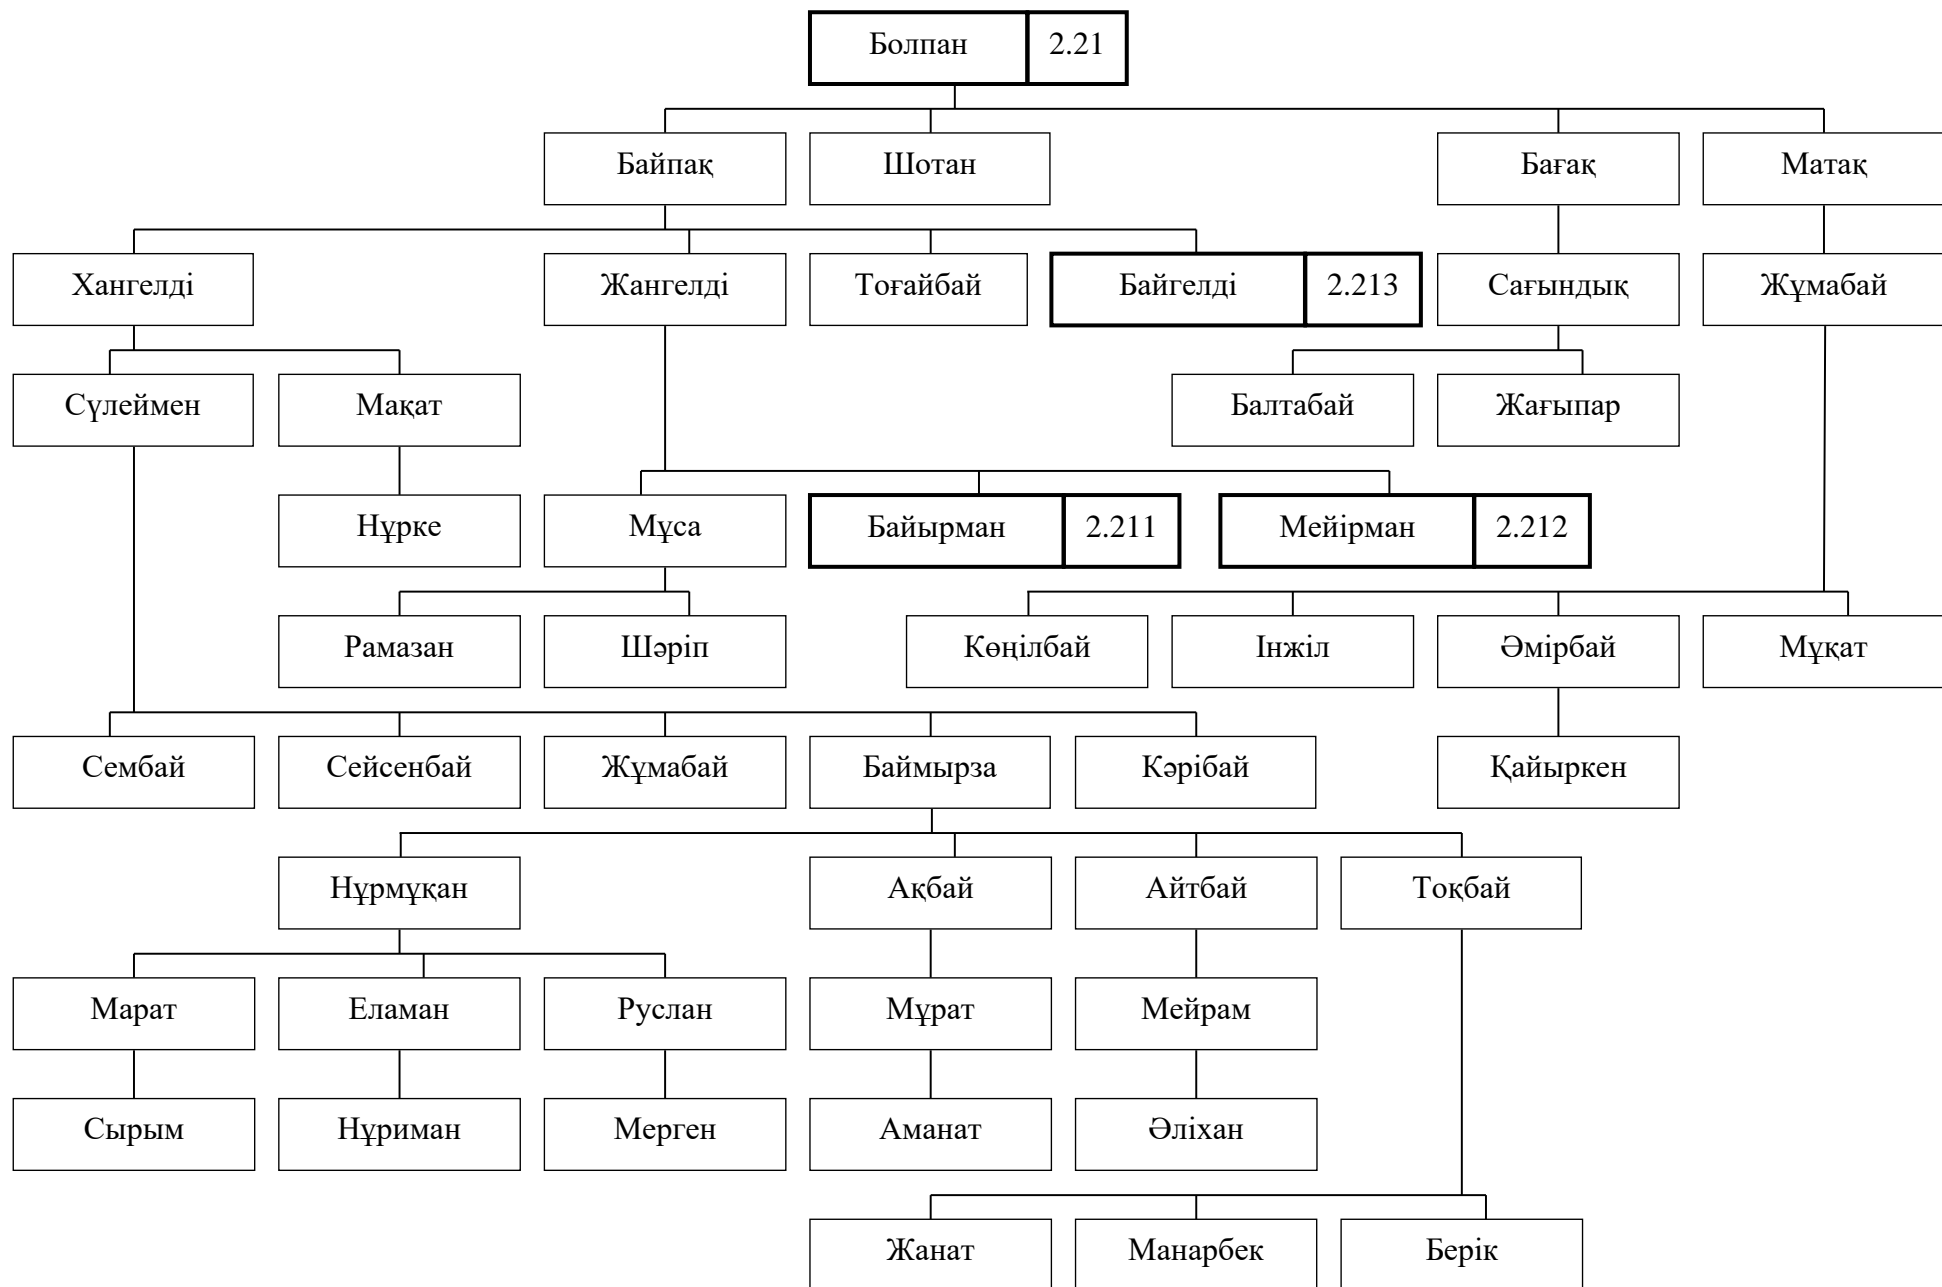 Болпан 2.21
Байпақ Шотан Бағақ Матақ
Хангелді Жангелді Тоғайбай Байгелді 2.213 Сағындық Жұмабай
Сүлеймен Мақат Балтабай Жағыпар
Нұрке Мұса Байырман 2.211 Мейірман 2.212
Рамазан Шәріп Көңілбай Інжіл Әмірбай Мұқат
Сембай Сейсенбай Жұмабай Баймырза Кәрібай Қайыркен
Нұрмұқан Ақбай Айтбай Тоқбай
Марат Еламан Руслан Мұрат Мейрам
Сырым Нұриман Мерген Аманат Әліхан
Жанат Манарбек Берік